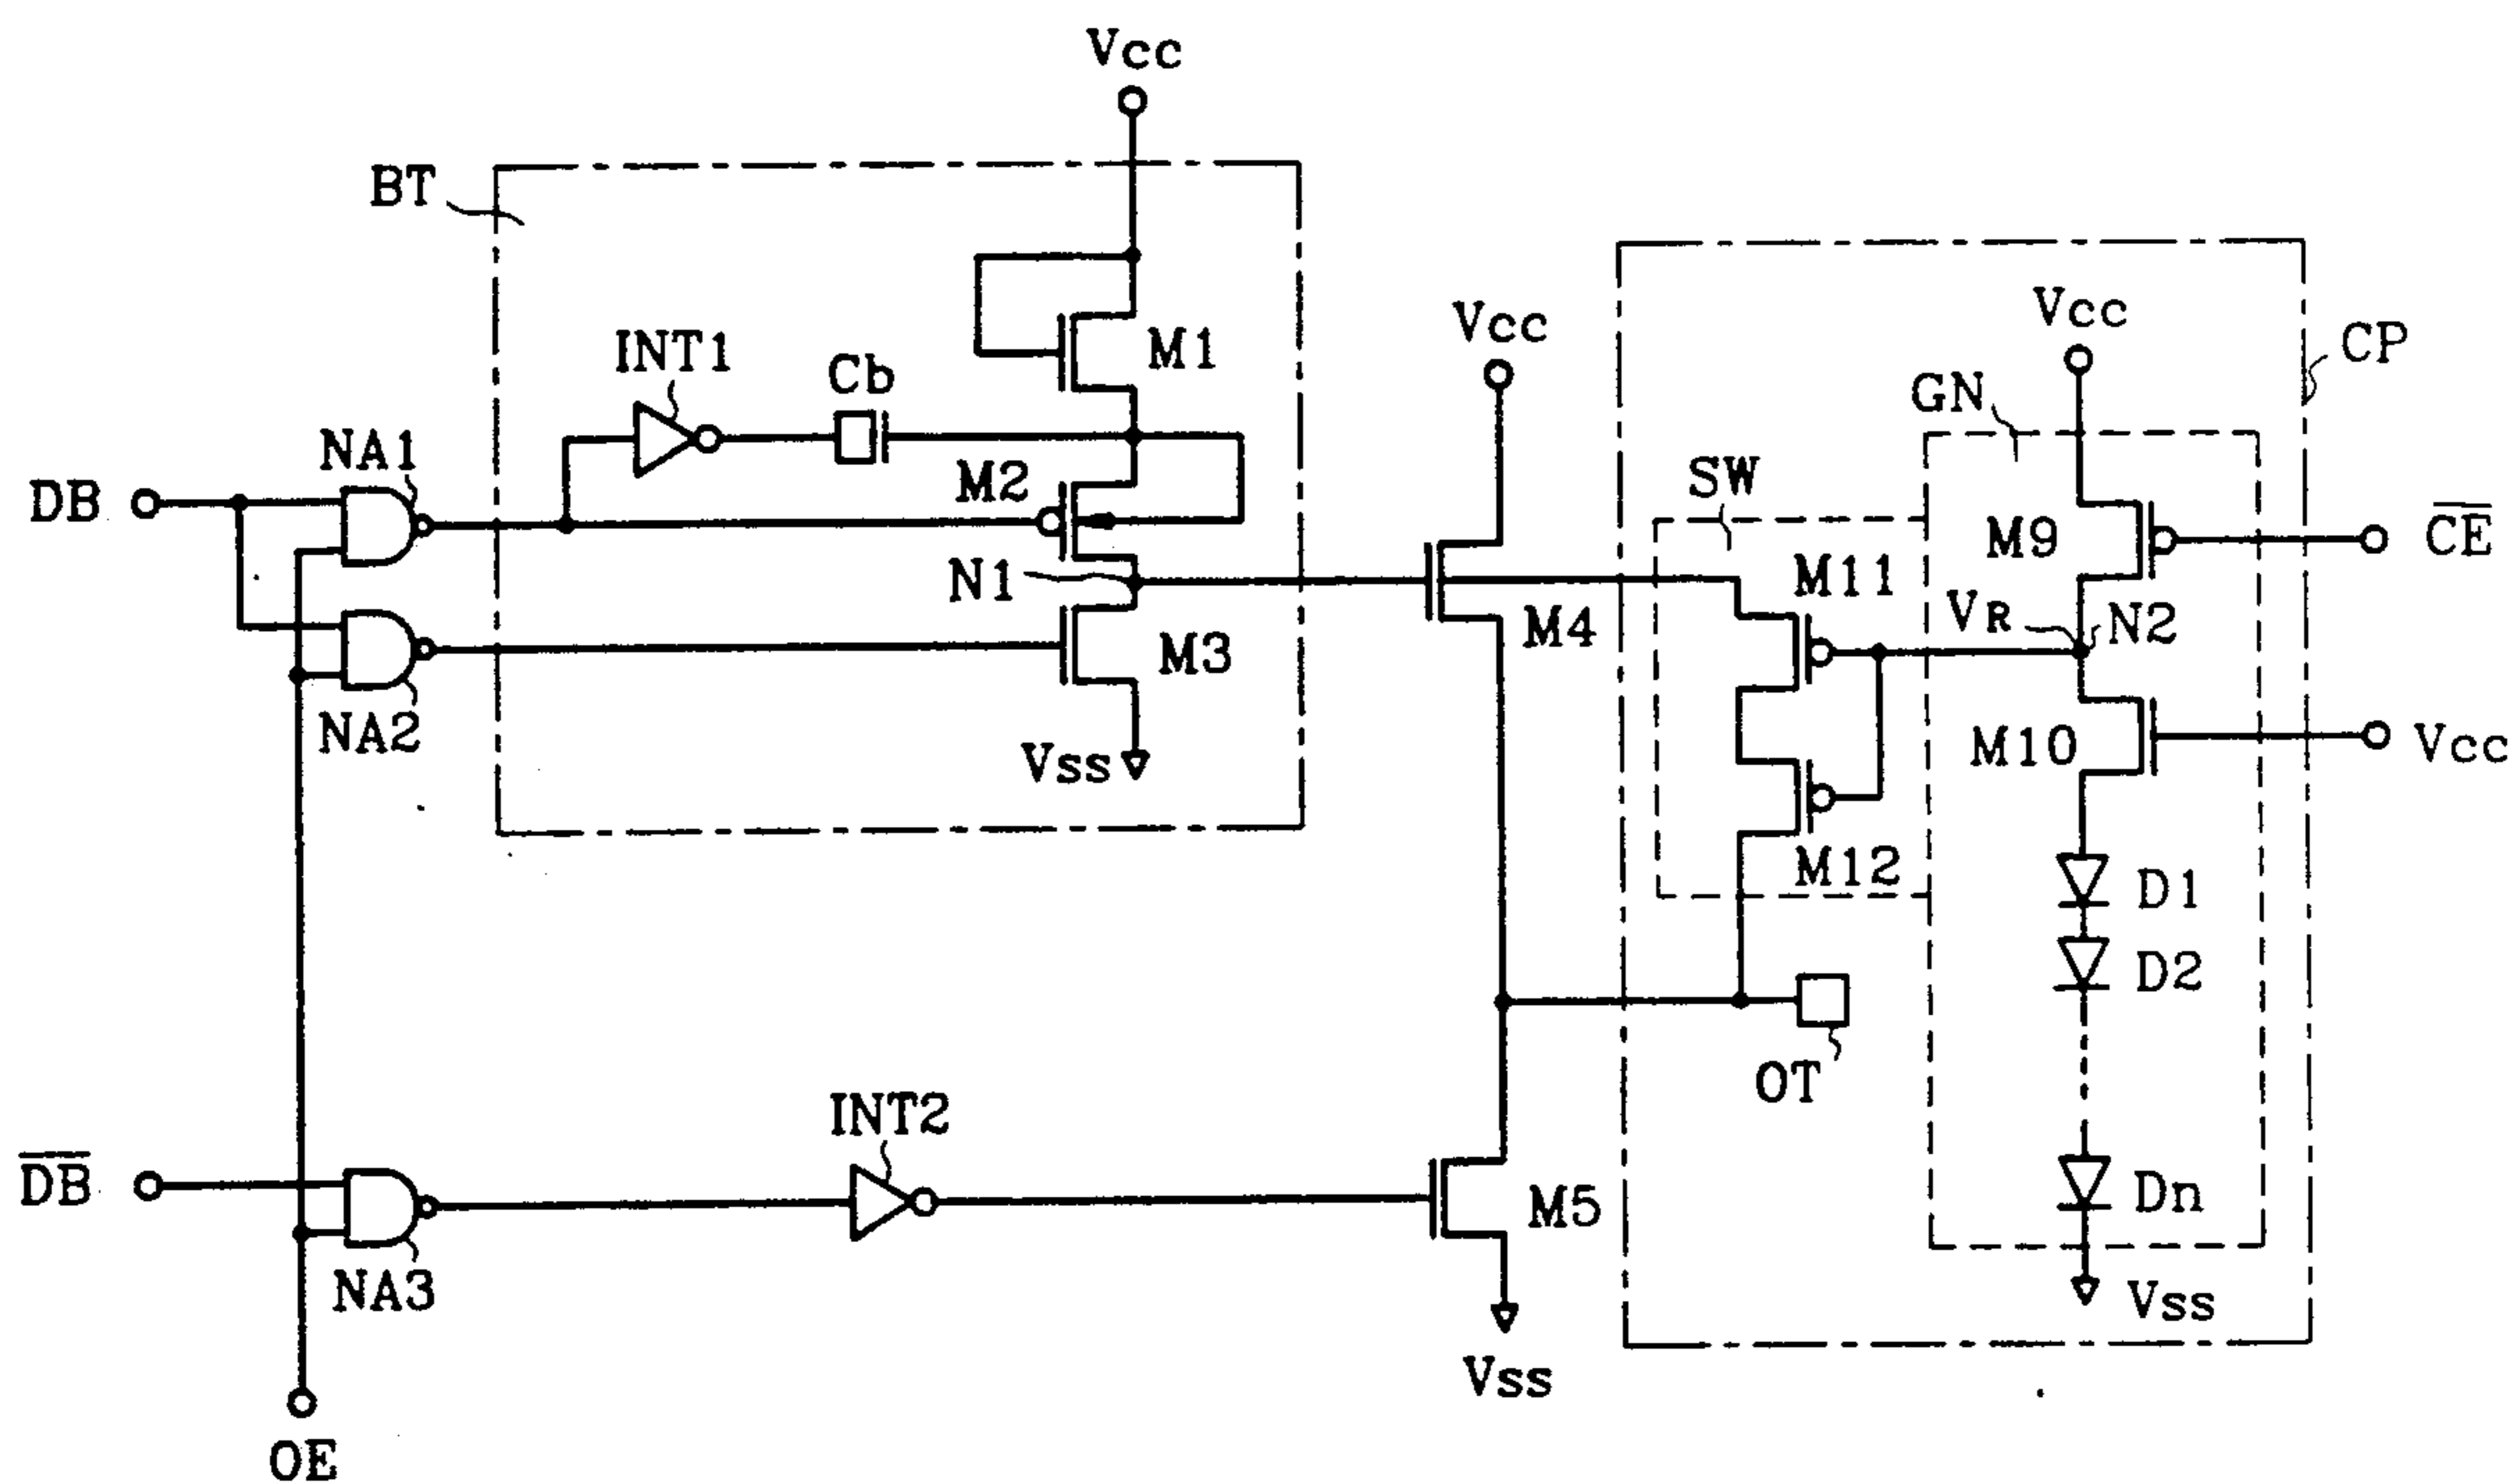 Vcc
BT
M1
INT1
Cb
NA1
DB
M2
N1
M3
NA2
Vss
Vcc
M4
Vcc
CP
GN
SW
M9
CE
M11
VR
N2
M10
Vcc
M12
D1
D2
OT
Dn
Vss
INT2
DB
M5
NA3
Vss
OE